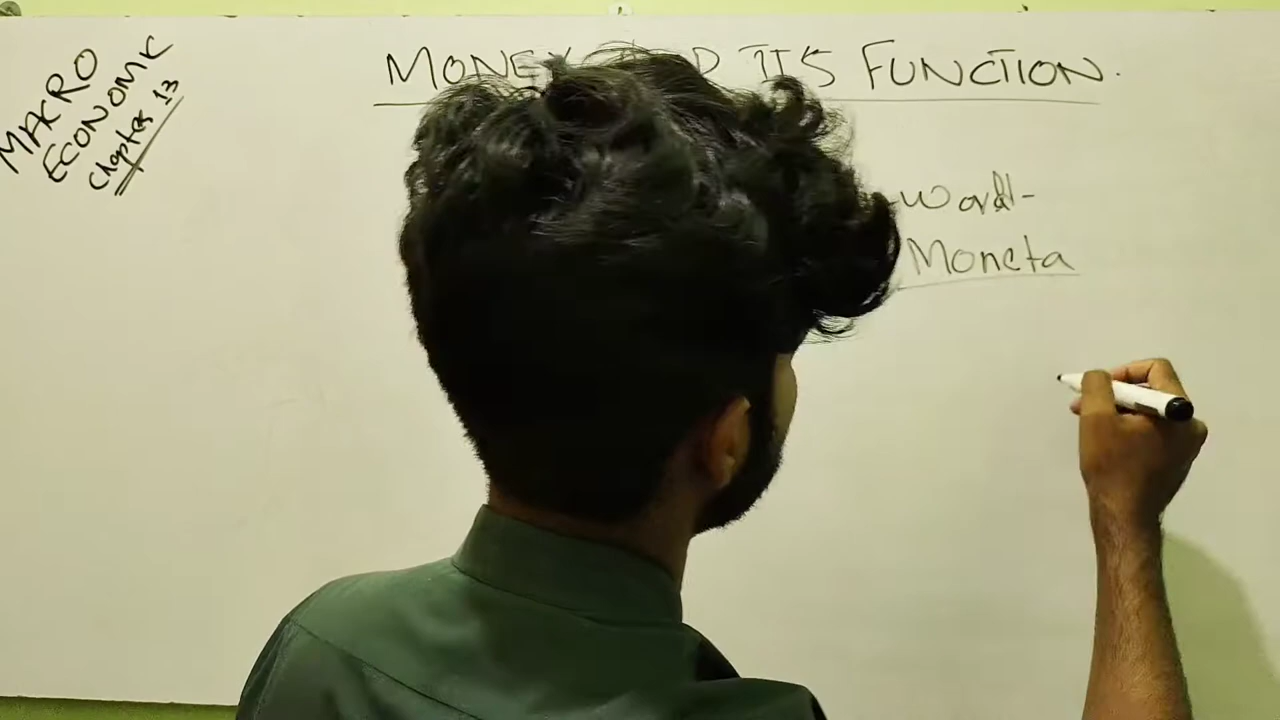 MACRO
ECONOMIC
Chapter 13
MONEY AND ITS FUNCTION.
-word-
Moneta